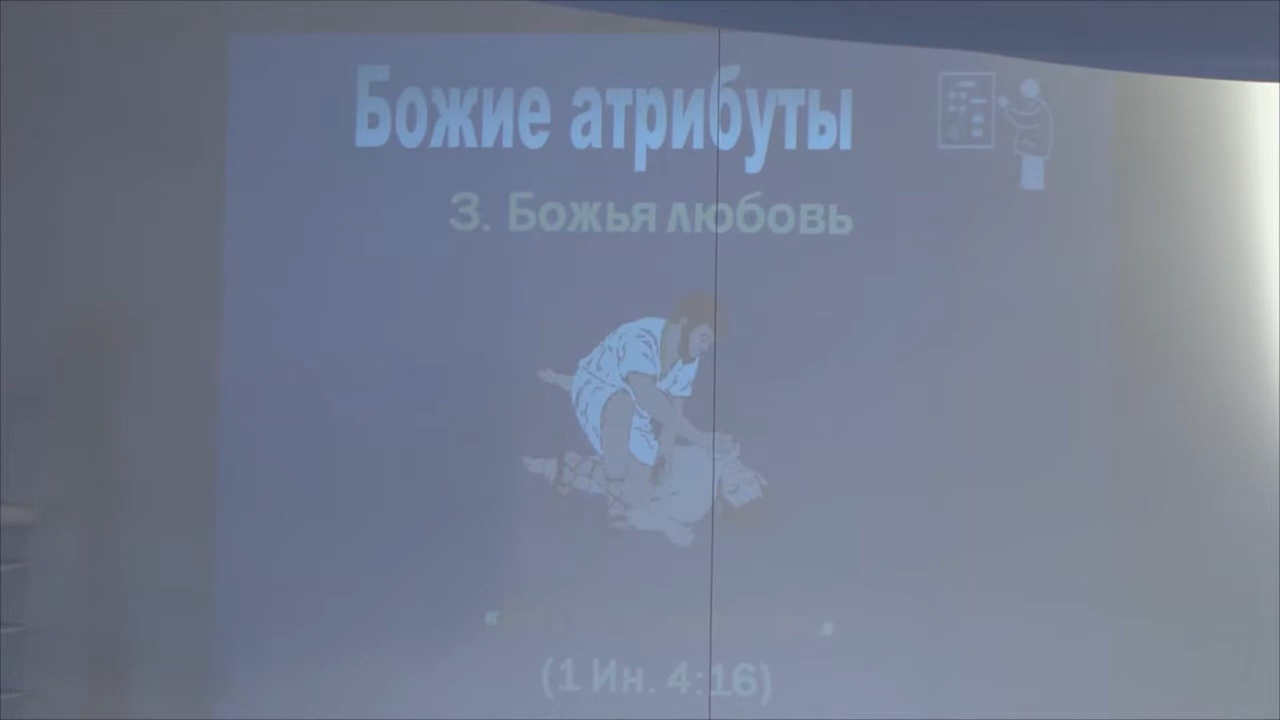 Божие атрибуты
3. Божья любовь
(1 Ин. 4:16)